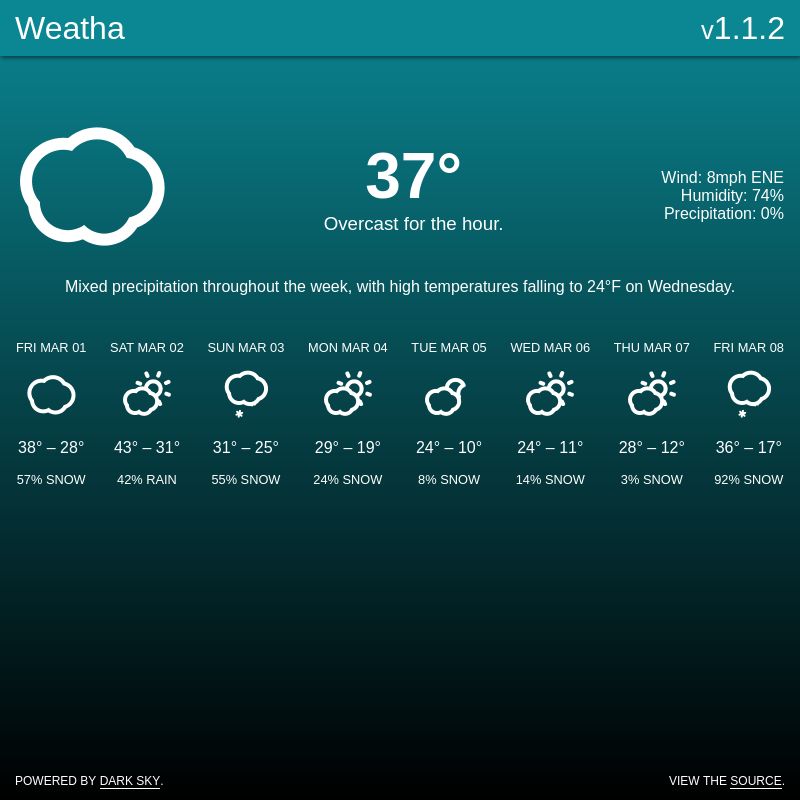 Weatha v1.1.2
37°
Overcast for the hour.
Wind: 8mph ENE
Humidity: 74%
Precipitation: 0%
Mixed precipitation throughout the week, with high temperatures falling to 24°F on Wednesday.
FRI MAR 01 SAT MAR 02 SUN MAR 03 MON MAR 04 TUE MAR 05 WED MAR 06 THU MAR 07 FRI MAR 08
38° – 28° 43° – 31° 31° – 25° 29° – 19° 24° – 10° 24° – 11° 28° – 12° 36° – 17°
57% SNOW 42% RAIN 55% SNOW 24% SNOW 8% SNOW 14% SNOW 3% SNOW 92% SNOW
POWERED BY DARK SKY. VIEW THE SOURCE.